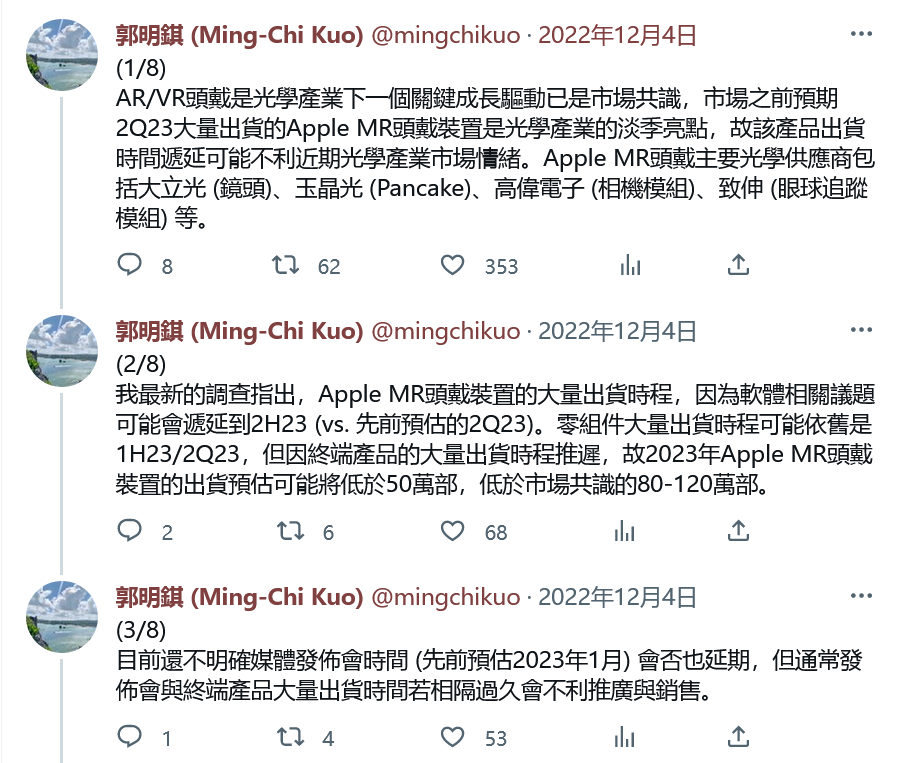 郭明錤 (Ming-Chi Kuo) @mingchikuo · 2022年12月4日
(1/8)
AR/VR頭戴是光學產業下一個關鍵成長驅動已是市場共識，市場之前預期
2Q23大量出貨的Apple MR頭戴裝置是光學產業的淡季亮點，故該產品出貨
時間遞延可能不利近期光學產業市場情緒。Apple MR頭戴主要光學供應商包
括大立光 (鏡頭)、玉晶光 (Pancake)、高偉電子 (相機模組)、致伸 (眼球追蹤
模組) 等。
8 62 353
郭明錤 (Ming-Chi Kuo) @mingchikuo · 2022年12月4日
(2/8)
我最新的調查指出，Apple MR頭戴裝置的大量出貨時程，因為軟體相關議題
可能會遞延到2H23 (vs. 先前預估的2Q23)。零組件大量出貨時程可能依舊是
1H23/2Q23，但因終端產品的大量出貨時程推遲，故2023年Apple MR頭戴
裝置的出貨預估可能將低於50萬部，低於市場共識的80-120萬部。
2 6 68
郭明錤 (Ming-Chi Kuo) @mingchikuo · 2022年12月4日
(3/8)
目前還不明確媒體發佈會時間 (先前預估2023年1月) 會否也延期，但通常發
佈會與終端產品大量出貨時間若相隔過久會不利推廣與銷售。
1 4 53